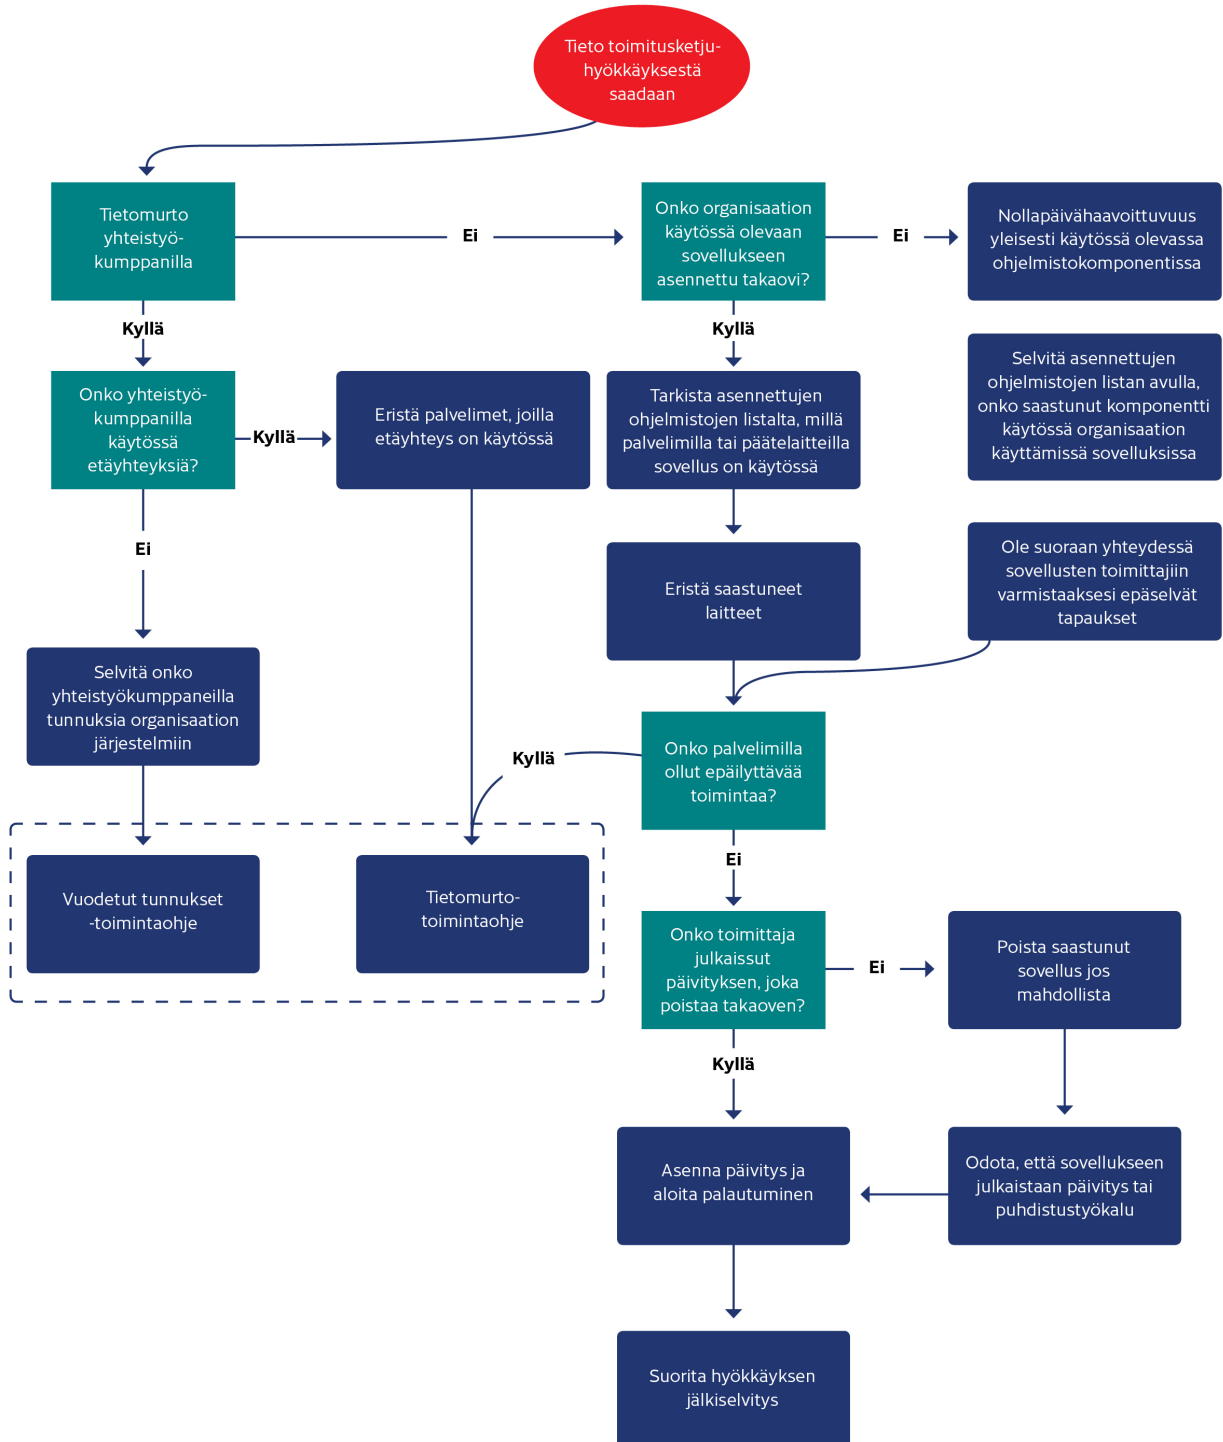 Tieto toimitusketju-
hyökkäyksestä
saadaan
Tietomurto
yhteistyö-
kumppanilla
Ei
Onko organisaation
käytössä olevaan
sovellukseen
asennettu takaovi?
Ei
Nollapäivähaavoittuvuus
yleisesti käytössä olevassa
ohjelmistokomponentissa
Kyllä
Kyllä
Onko yhteistyö-
kumppanilla
käytössä
etäyhteyksiä?
Kyllä
Eristä palvelimet, joilla
etäyhteys on käytössä
Tarkista asennettujen
ohjelmistojen listalta, millä
palvelimilla tai päätelaitteilla
sovellus on käytössä
Selvitä asennettujen
ohjelmistojen listan avulla,
onko saastunut komponentti
käytössä organisaation
käyttämissä sovelluksissa
Ei
Eristä saastuneet
laitteet
Ole suoraan yhteydessä
sovellusten toimittajiin
varmistaaksesi epäselvät
tapaukset
Selvitä onko
yhteistyökumppaneilla
tunnuksia organisaation
järjestelmiin
Kyllä
Onko palvelimilla
ollut epäilyttävää
toimintaa?
Ei
Vuodetut tunnukset
-toimintaohje
Tietomurto-
toimintaohje
Onko toimittaja
julkaissut
päivityksen, joka
poistaa takaoven?
Ei
Poista saastunut
sovellus jos
mahdollista
Kyllä
Asenna päivitys ja
aloita palautuminen
Odota, että sovellukseen
julkaistaan päivitys tai
puhdistustyökalu
Suorita hyökkäyksen
jälkiselvitys